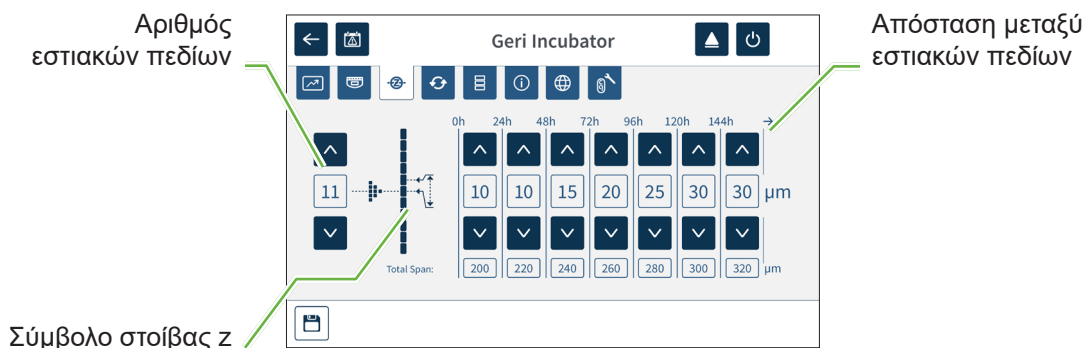 Αριθμός
εστιακών πεδίων
Απόσταση μεταξύ
εστιακών πεδίων
Geri Incubator
0h 24h 48h 72h 96h 120h 144h →
11 10 10 15 20 25 30 30 µm
Total Span: 200 220 240 260 280 300 320 µm
Σύμβολο στοίβας z